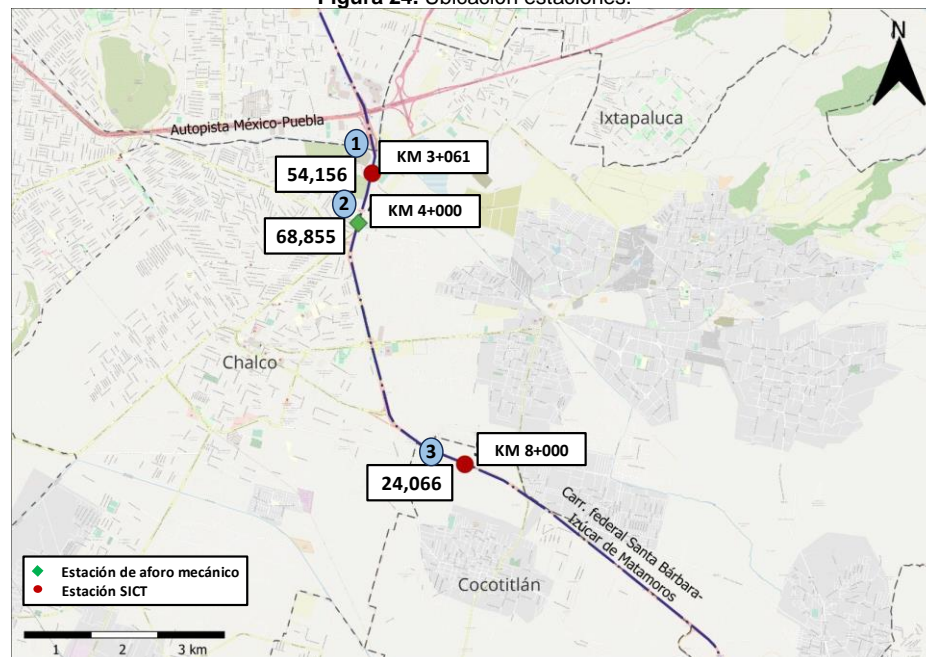 Figura 24. Ubicación estaciones.
N
Autopista México-Puebla
Ixtapaluca
1
KM 3+061
54,156
2
KM 4+000
68,855
Chalco
3
KM 8+000
24,066
Carr. federal Santa Bárbara-
Izúcar de Matamoros
Cocotitlán
Estación de aforo mecánico
Estación SICT
1 2 3 km